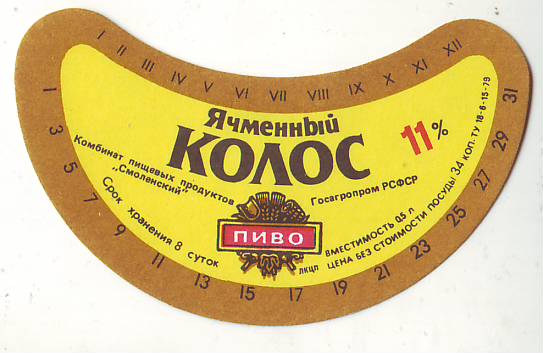 I II III IV V VI VII VIII IX X XI XII
Ячменный
КОЛОС
11%
Комбинат пищевых продуктов
„Смоленский"
Срок хранения 8 суток
Госагропром РСФСР
ПИВО
лкцп
ВМЕСТИМОСТЬ 0,5 л
ЦЕНА БЕЗ СТОИМОСТИ ПОСУДЫ 34 КОП. ТУ 18-6-15-79
1 3 5 7 9 11 13 15 17 19 21 23 25 27 29 31